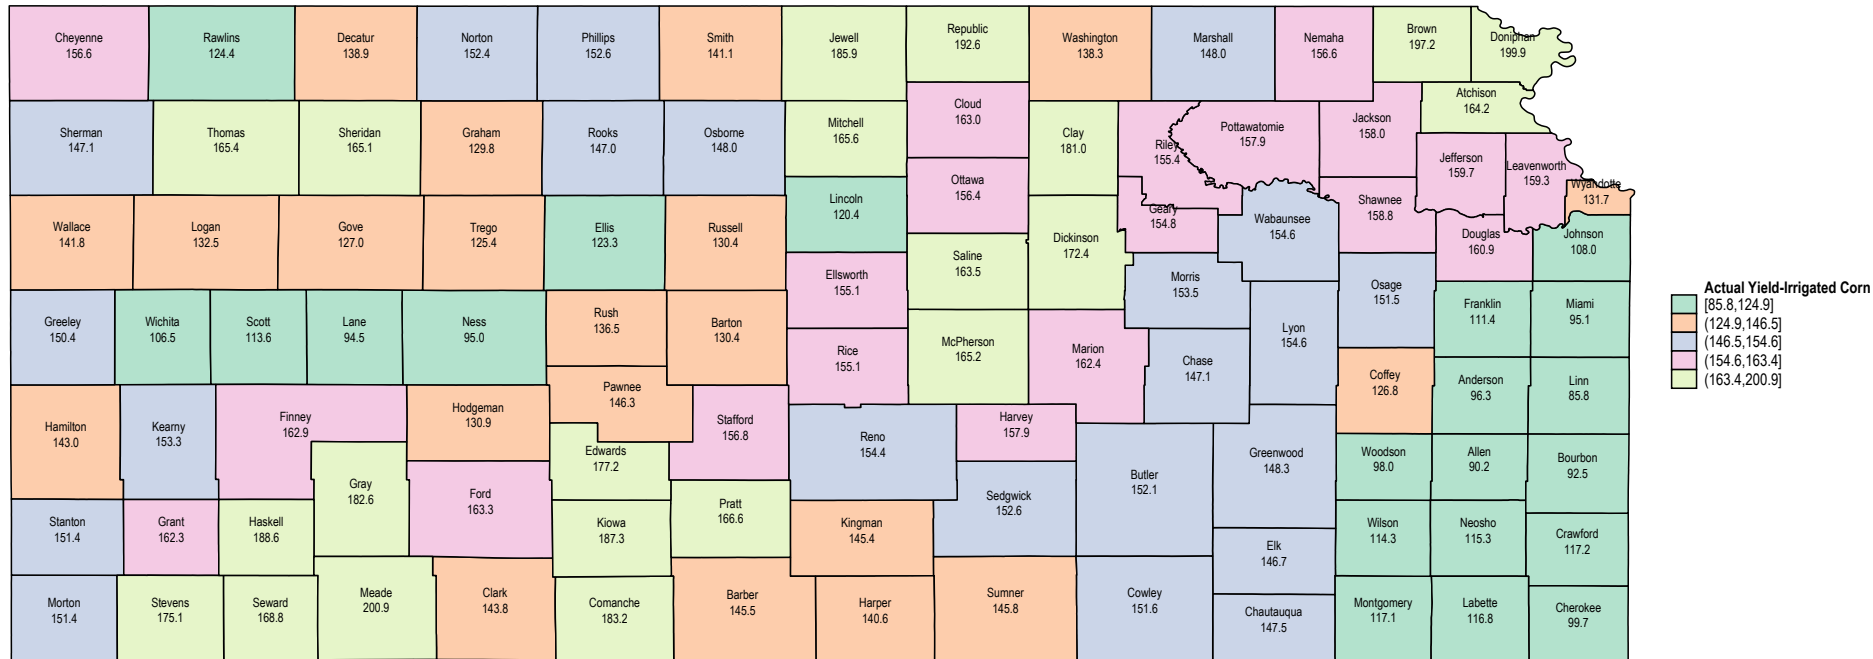 Cheyenne
156.6
Rawlins
124.4
Decatur
138.9
Norton
152.4
Phillips
152.6
Smith
141.1
Jewell
185.9
Republic
192.6
Washington
138.3
Marshall
148.0
Nemaha
156.6
Brown
197.2
Doniphan
199.9
Sherman
147.1
Thomas
165.4
Sheridan
165.1
Graham
129.8
Rooks
147.0
Osborne
148.0
Mitchell
165.6
Cloud
163.0
Clay
181.0
Riley
155.4
Pottawatomie
157.9
Jackson
158.0
Atchison
164.2
Jefferson
159.7
Leavenworth
159.3
Wyandotte
131.7
Wallace
141.8
Logan
132.5
Gove
127.0
Trego
125.4
Ellis
123.3
Russell
130.4
Lincoln
120.4
Ottawa
156.4
Saline
163.5
Dickinson
172.4
Geary
154.8
Wabaunsee
154.6
Shawnee
158.8
Douglas
160.9
Johnson
108.0
Greeley
150.4
Wichita
106.5
Scott
113.6
Lane
94.5
Ness
95.0
Rush
136.5
Barton
130.4
Ellsworth
155.1
Rice
155.1
McPherson
165.2
Marion
162.4
Morris
153.5
Chase
147.1
Lyon
154.6
Osage
151.5
Franklin
111.4
Miami
95.1
Hamilton
143.0
Kearny
153.3
Finney
162.9
Hodgeman
130.9
Pawnee
146.3
Stafford
156.8
Edwards
177.2
Gray
182.6
Ford
163.3
Reno
154.4
Harvey
157.9
Butler
152.1
Greenwood
148.3
Coffey
126.8
Anderson
96.3
Linn
85.8
Woodson
98.0
Allen
90.2
Bourbon
92.5
Stanton
151.4
Grant
162.3
Haskell
188.6
Kiowa
187.3
Pratt
166.6
Kingman
145.4
Sedgwick
152.6
Elk
146.7
Wilson
114.3
Neosho
115.3
Crawford
117.2
Morton
151.4
Stevens
175.1
Seward
168.8
Meade
200.9
Clark
143.8
Comanche
183.2
Barber
145.5
Harper
140.6
Sumner
145.8
Cowley
151.6
Chautauqua
147.5
Montgomery
117.1
Labette
116.8
Cherokee
99.7
Actual Yield-Irrigated Corn
[85.8,124.9]
(124.9,146.5]
(146.5,154.6]
(154.6,163.4]
(163.4,200.9]